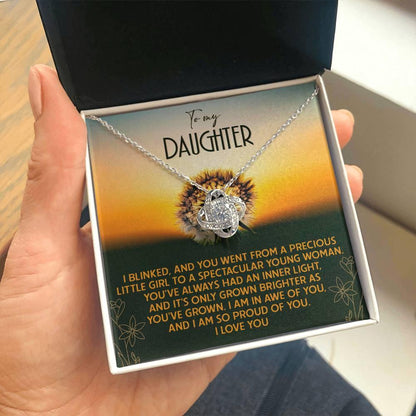 To my
DAUGHTER
I BLINKED, AND YOU WENT FROM A PRECIOUS
LITTLE GIRL TO A SPECTACULAR YOUNG WOMAN.
YOU'VE ALWAYS HAD AN INNER LIGHT,
AND IT'S ONLY GROWN BRIGHTER AS
YOU'VE GROWN. I AM IN AWE OF YOU,
AND I AM SO PROUD OF YOU.
I LOVE YOU